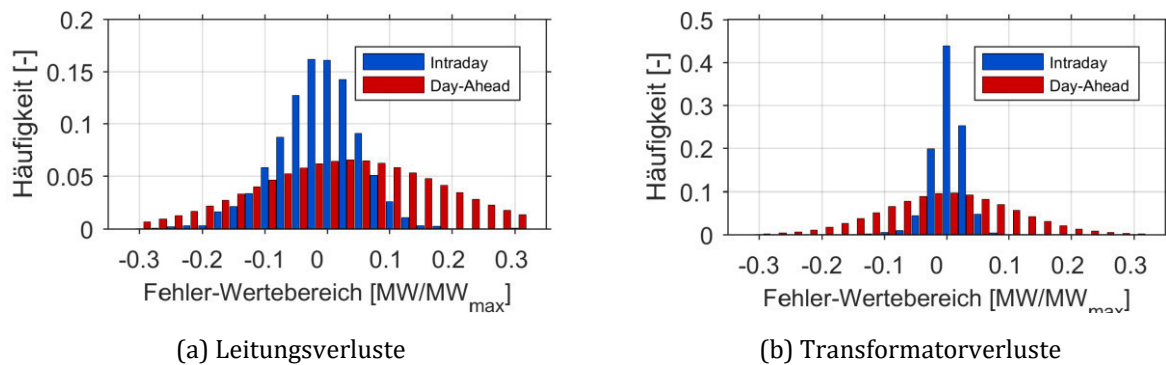 0.2
0.15
0.1
0.05
0
Häufigkeit [-]
Intraday
Day-Ahead
-0.3 -0.2 -0.1 0 0.1 0.2 0.3
Fehler-Wertebereich [MW/MW_max]
(a) Leitungsverluste
0.5
0.4
0.3
0.2
0.1
0
Häufigkeit [-]
Intraday
Day-Ahead
-0.3 -0.2 -0.1 0 0.1 0.2 0.3
Fehler-Wertebereich [MW/MW_max]
(b) Transformatorverluste